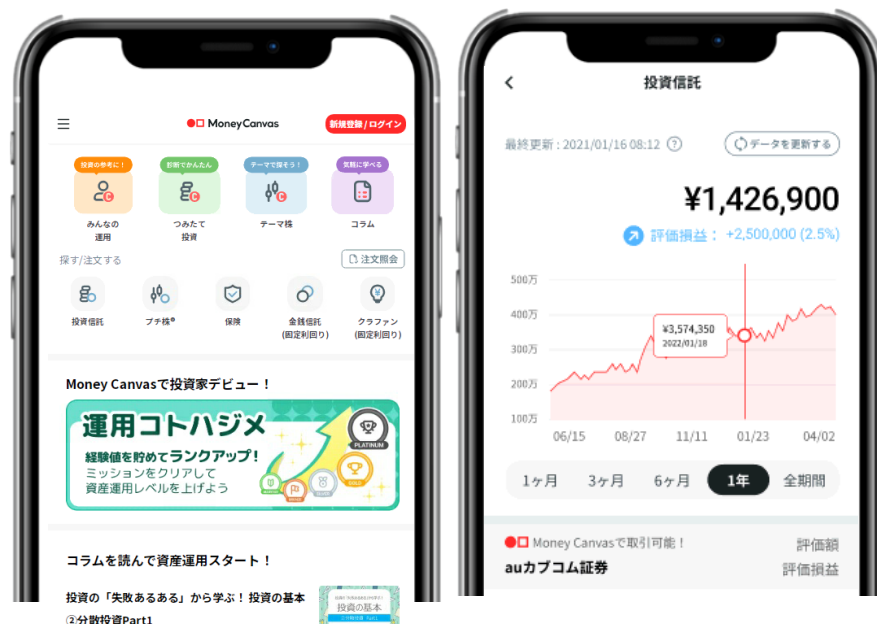 MoneyCanvas
新規登録 / ログイン
投資の参考に！
診断でかんたん
テーマで探そう！
気軽に学べる
みんなの
運用
つみたて
投資
テーマ株
コラム
探す/注文する
注文照会
投資信託
プチ株®
保険
金銭信託
(固定利回り)
クラファン
(固定利回り)
Money Canvasで投資家デビュー！
運用コトハジメ
経験値を貯めてランクアップ！
ミッションをクリアして
資産運用レベルを上げよう
PLATINUM
GOLD
コラムを読んで資産運用スタート！
投資の「失敗あるある」から学ぶ！投資の基本
②分散投資Part1
投資の基本
投資信託
最終更新 : 2021/01/16 08:12 ?
データを更新する
¥1,426,900
評価損益： +2,500,000 (2.5%)
500万
400万
300万
200万
100万
¥3,574,350
2022/01/18
06/15 08/27 11/11 01/23 04/02
1ヶ月 3ヶ月 6ヶ月 1年 全期間
Money Canvasで取引可能！
評価額
auカブコム証券
評価損益